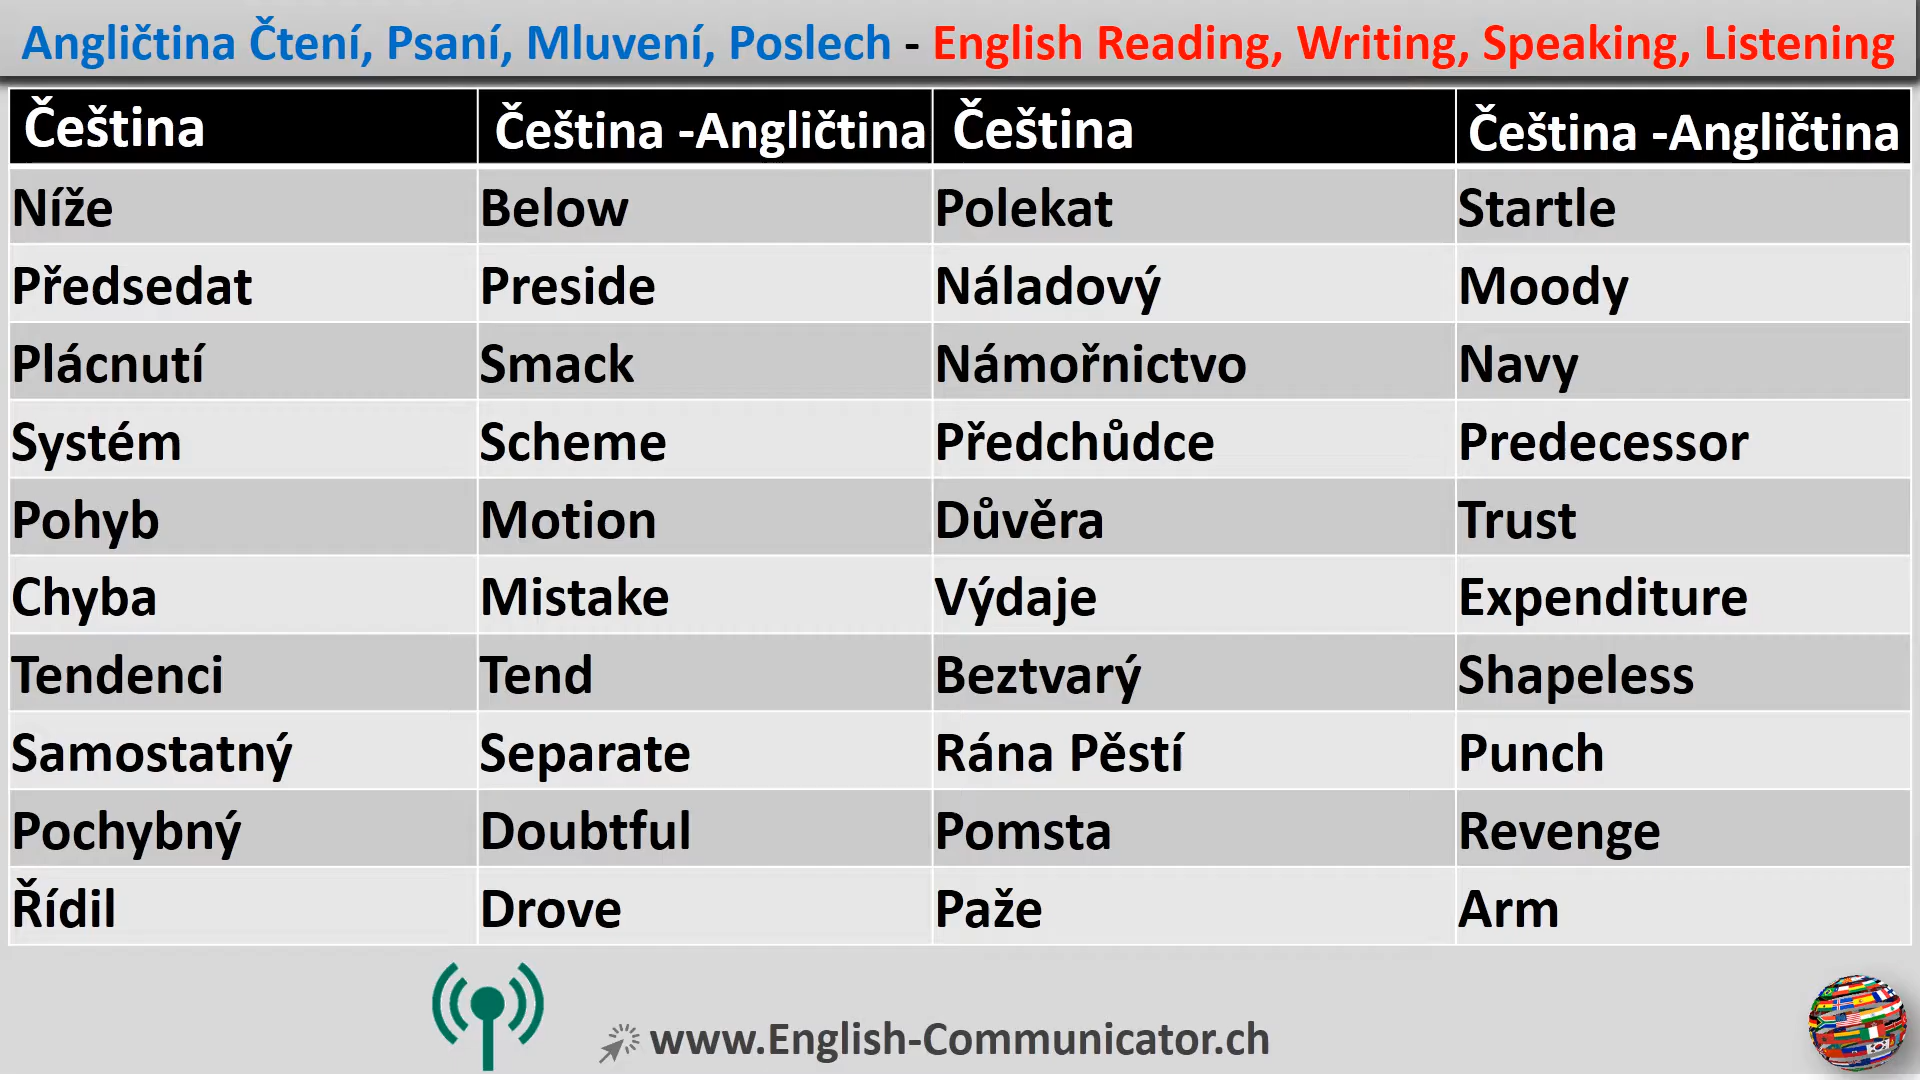 Angličtina Čtení, Psaní, Mluvení, Poslech - English Reading, Writing, Speaking, Listening
Čeština Čeština -Angličtina Čeština Čeština -Angličtina
Níže Below Polekat Startle
Předsedat Preside Náladový Moody
Plácnutí Smack Námořnictvo Navy
Systém Scheme Předchůdce Predecessor
Pohyb Motion Důvěra Trust
Chyba Mistake Výdaje Expenditure
Tendenci Tend Beztvarý Shapeless
Samostatný Separate Rána Pěstí Punch
Pochybný Doubtful Pomsta Revenge
Řídil Drove Paže Arm
www.English-Communicator.ch